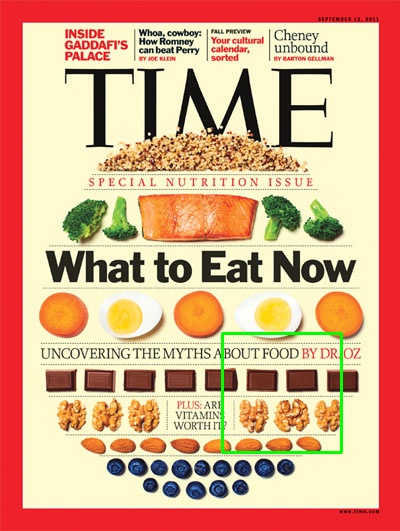 SEPTEMBER 12, 2011
INSIDE
GADDAFI'S
PALACE
Whoa, cowboy:
How Romney
can beat Perry
BY JOE KLEIN
FALL PREVIEW
Your cultural
calendar,
sorted
Cheney
unbound
BY BARTON GELLMAN
TIME
SPECIAL NUTRITION ISSUE
What to Eat Now
UNCOVERING THE MYTHS ABOUT FOOD BY DR. OZ
PLUS: ARE
VITAMINS
WORTH IT?
www.time.com